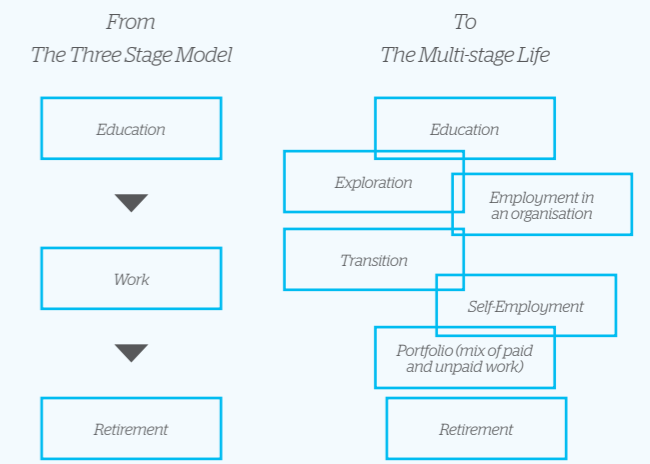 From
The Three Stage Model
Education
Work
Retirement
To
The Multi-stage Life
Education
Exploration
Employment in
an organisation
Transition
Self-Employment
Portfolio (mix of paid
and unpaid work)
Retirement